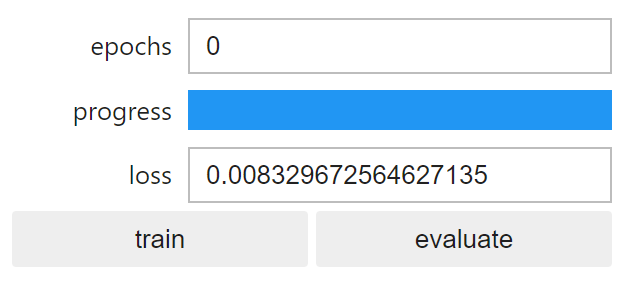 epochs 0
progress
loss 0.008329672564627135
train evaluate